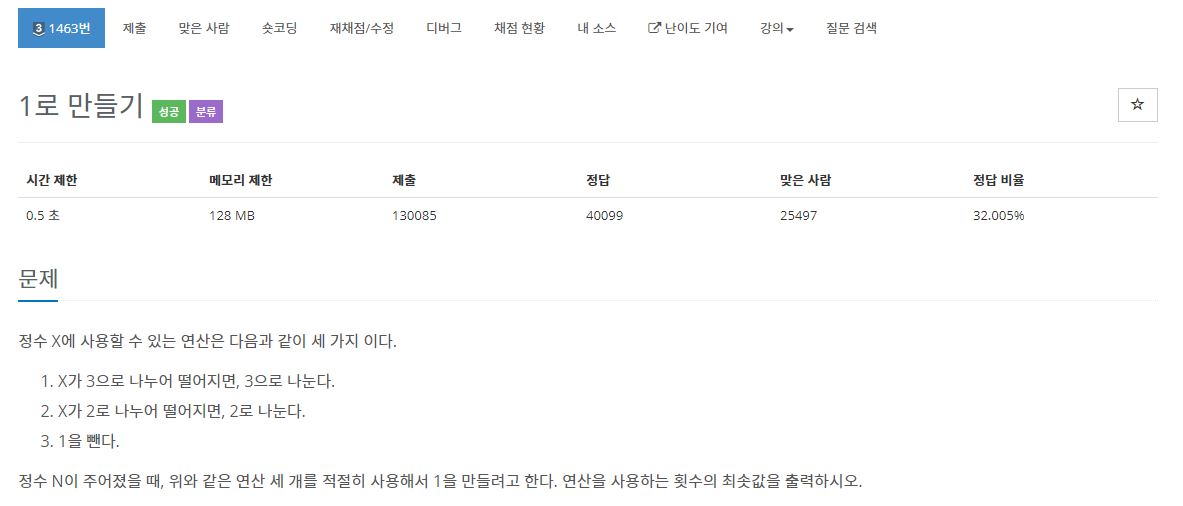 3 1463번 제출 맞은 사람 숏코딩 재채점/수정 디버그 채점 현황 내 소스 난이도 기여 강의 질문 검색
1로 만들기 성공 분류
시간 제한 메모리 제한 제출 정답 맞은 사람 정답 비율
0.5 초 128 MB 130085 40099 25497 32.005%
문제
정수 X에 사용할 수 있는 연산은 다음과 같이 세 가지 이다.
1. X가 3으로 나누어 떨어지면, 3으로 나눈다.
2. X가 2로 나누어 떨어지면, 2로 나눈다.
3. 1을 뺀다.
정수 N이 주어졌을 때, 위와 같은 연산 세 개를 적절히 사용해서 1을 만들려고 한다. 연산을 사용하는 횟수의 최솟값을 출력하시오.